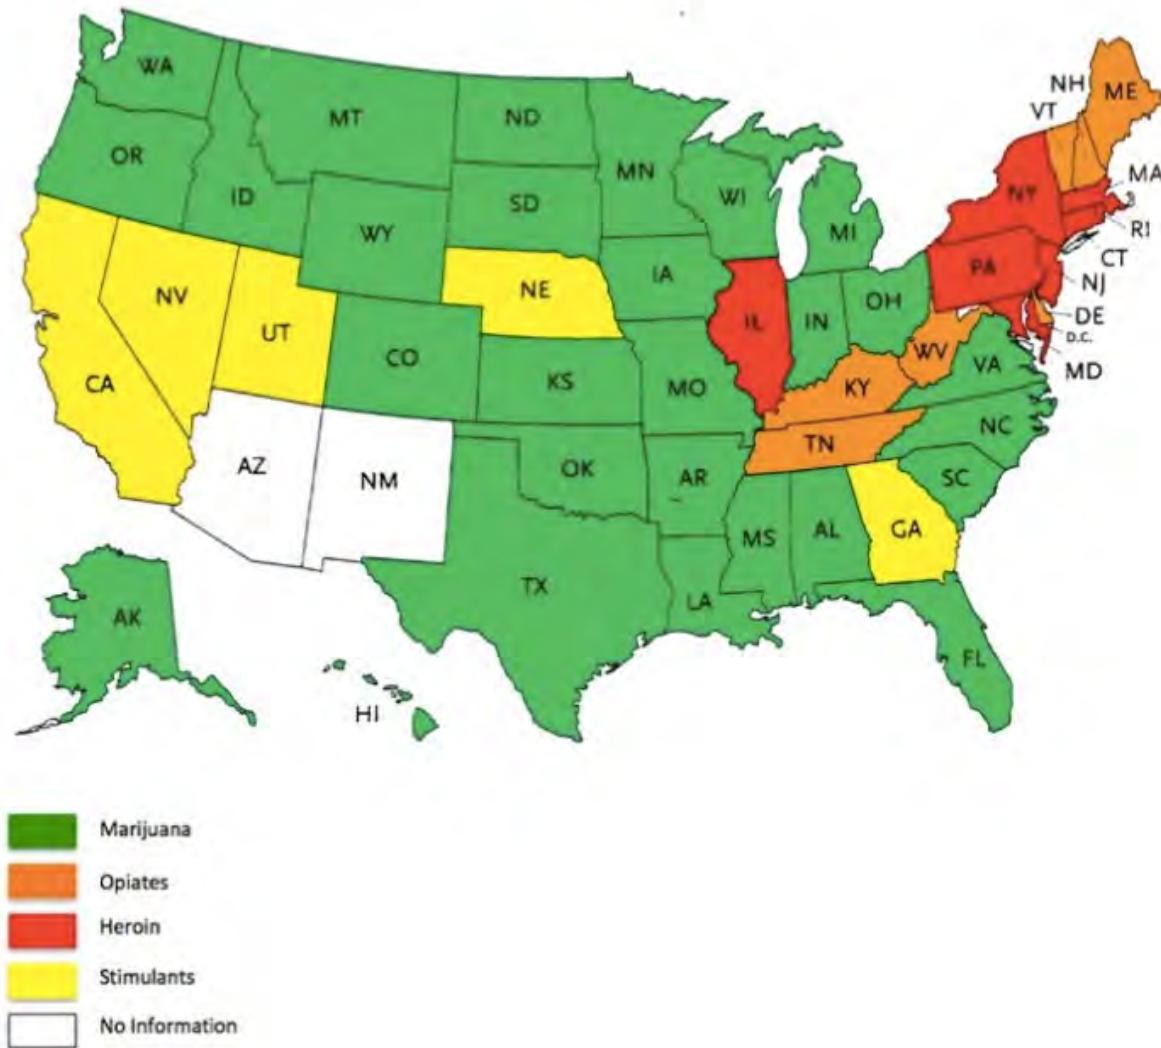 WA
MT
ND
MN
OR
ID
SD
WI
MI
WY
IA
NE
NV
UT
CO
KS
MO
IL
IN
OH
PA
NY
NH
VT
ME
MA
RI
CT
NJ
DE
D.C.
MD
WV
VA
KY
CA
TN
NC
AZ
NM
OK
AR
SC
MS
AL
GA
TX
LA
AK
FL
HI
Marijuana
Opiates
Heroin
Stimulants
No Information